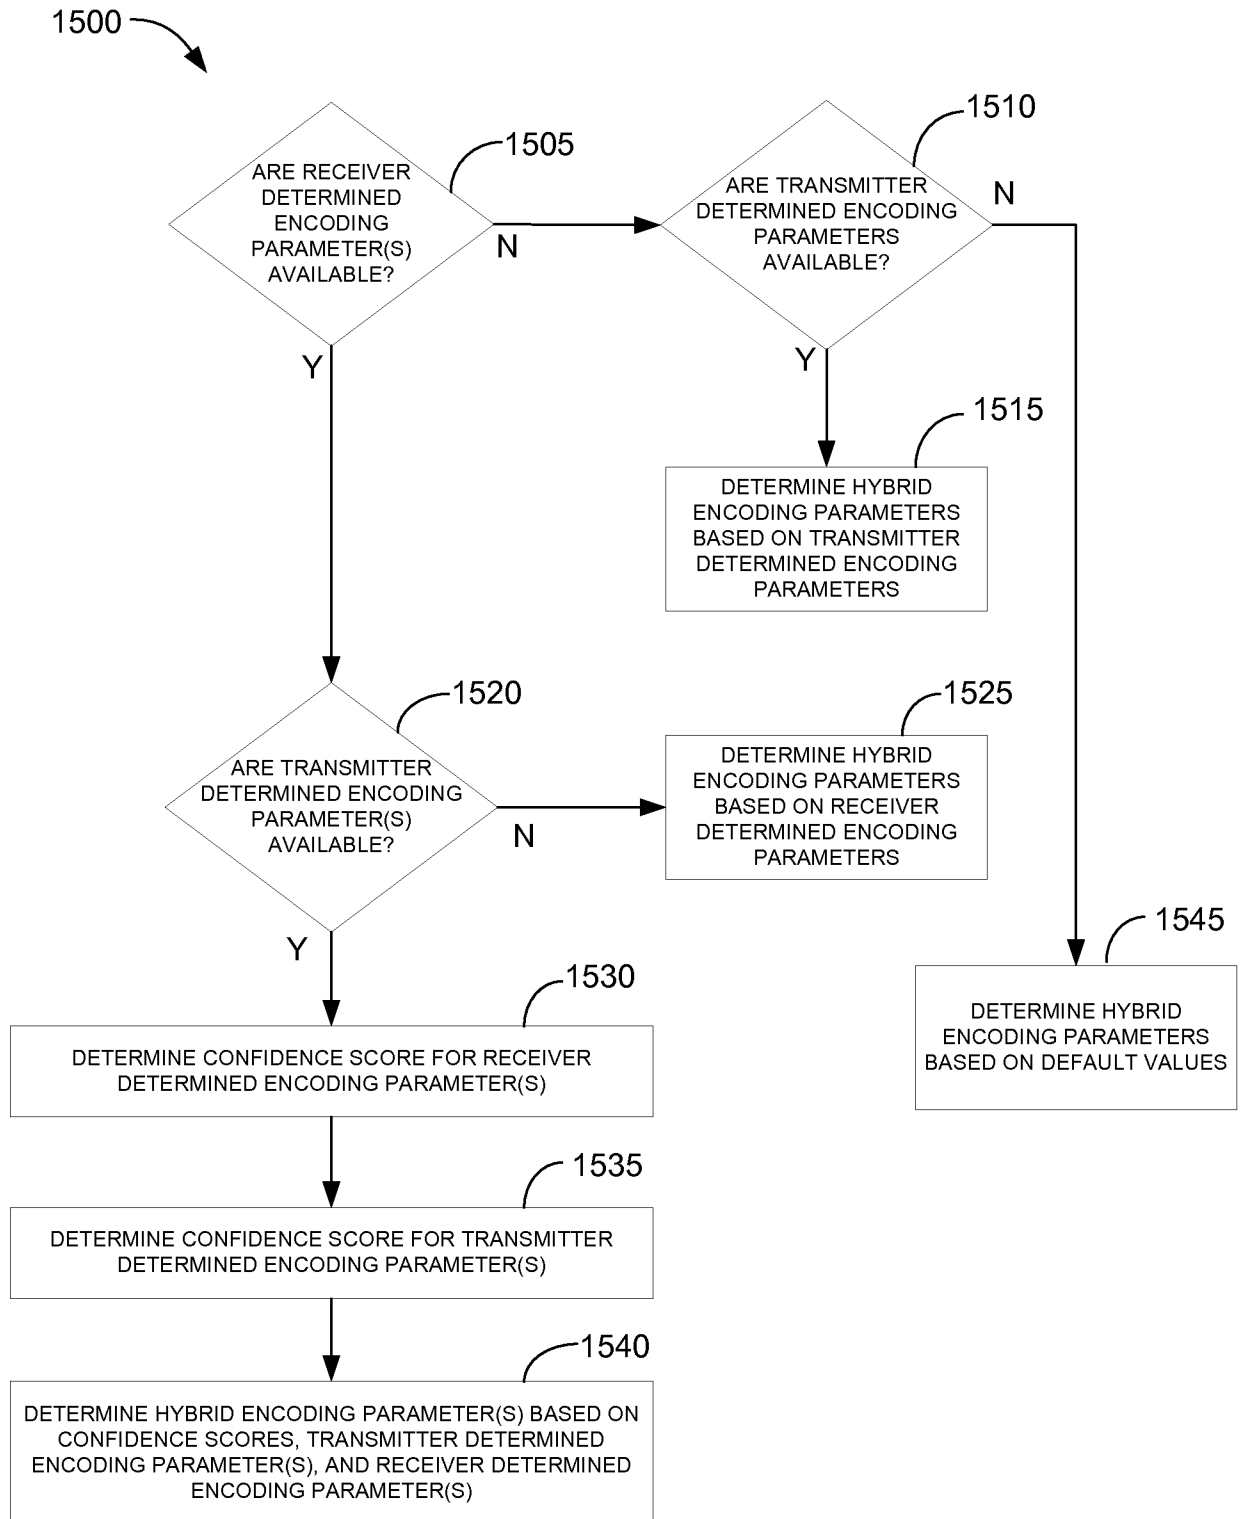 1500
1505
ARE RECEIVER
DETERMINED
ENCODING
PARAMETER(S)
AVAILABLE?
N
Y
1510
ARE TRANSMITTER
DETERMINED ENCODING
PARAMETERS
AVAILABLE?
N
Y
1515
DETERMINE HYBRID
ENCODING PARAMETERS
BASED ON TRANSMITTER
DETERMINED ENCODING
PARAMETERS
1520
ARE TRANSMITTER
DETERMINED ENCODING
PARAMETER(S)
AVAILABLE?
N
Y
1525
DETERMINE HYBRID
ENCODING PARAMETERS
BASED ON RECEIVER
DETERMINED ENCODING
PARAMETERS
1545
DETERMINE HYBRID
ENCODING PARAMETERS
BASED ON DEFAULT VALUES
1530
DETERMINE CONFIDENCE SCORE FOR RECEIVER
DETERMINED ENCODING PARAMETER(S)
1535
DETERMINE CONFIDENCE SCORE FOR TRANSMITTER
DETERMINED ENCODING PARAMETER(S)
1540
DETERMINE HYBRID ENCODING PARAMETER(S) BASED ON
CONFIDENCE SCORES, TRANSMITTER DETERMINED
ENCODING PARAMETER(S), AND RECEIVER DETERMINED
ENCODING PARAMETER(S)